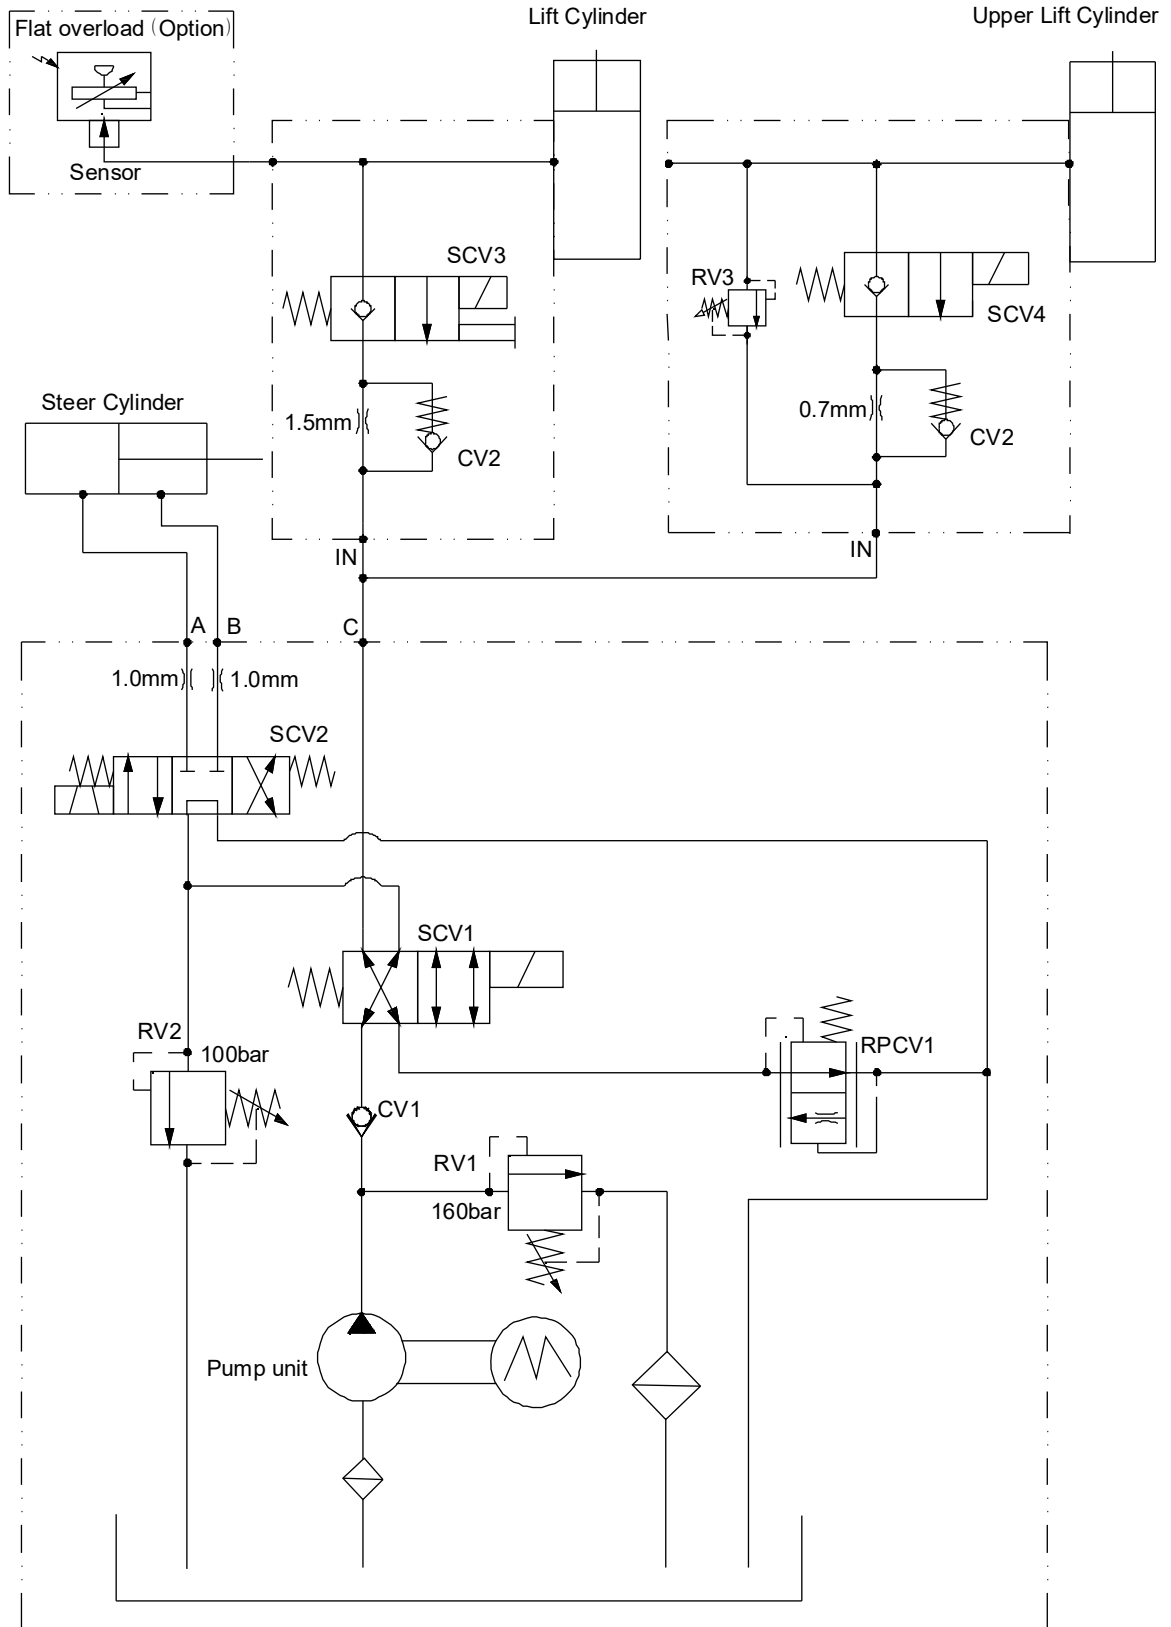 Lift Cylinder
Upper Lift Cylinder
Flat overload (Option)
Sensor
SCV3
RV3
SCV4
Steer Cylinder
1.5mm
CV2
0.7mm
CV2
IN
IN
A
B
C
1.0mm
1.0mm
SCV2
SCV1
RV2
100bar
RPCV1
CV1
RV1
160bar
Pump unit